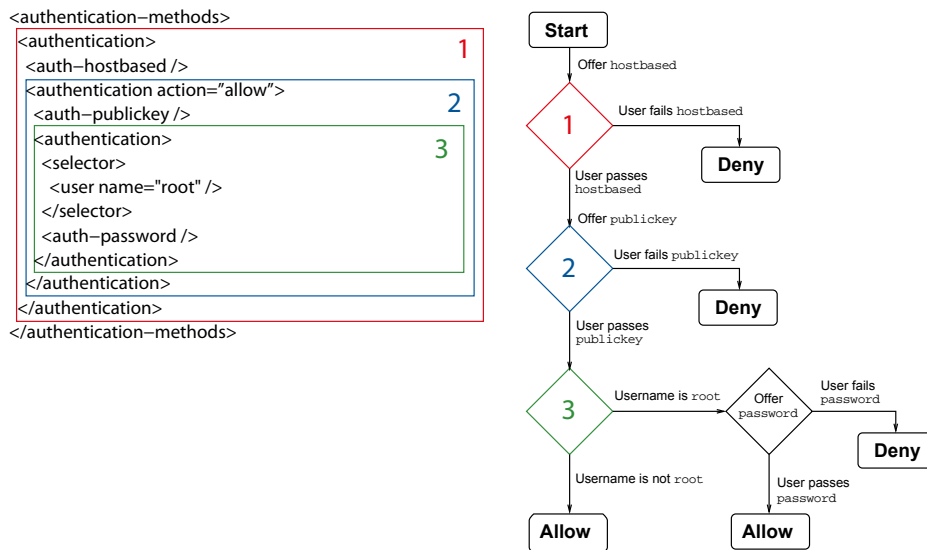 <authentication−methods>
<authentication>
1
<auth−hostbased />
<authentication action=”allow”>
2
<auth−publickey />
<authentication>
3
<selector>
<user name="root" />
</selector>
<auth−password />
</authentication>
</authentication>
</authentication>
</authentication−methods>
Start
Offer hostbased
1
User fails hostbased
Deny
User passes
hostbased
Offer publickey
2
User fails publickey
Deny
User passes
publickey
3
Username is root
Offer
password
User fails
password
Deny
Username is not root
User passes
password
Allow
Allow